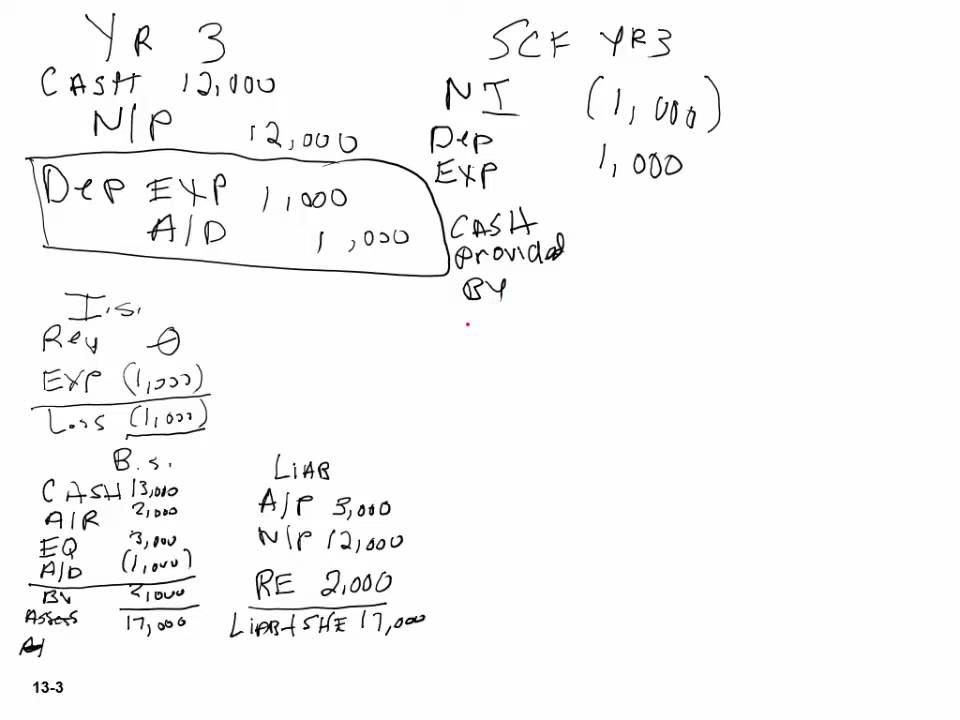 YR 3
CASH 12,000
N/P 12,000
Dep EXP 1,000
A/D 1,000
I.S.
Rev 0
EXP (1,000)
Loss (1,000)
B.S.
CASH 13,000
A/R 2,000
EQ 3,000
A/D (1,000)
BV 2,000
Assets 17,000
LIAB
A/P 3,000
N/P 12,000
RE 2,000
LIAB+SHE 17,000
SCF YR3
NI (1,000)
Dep
EXP 1,000
CASH
Provided
BY
13-3